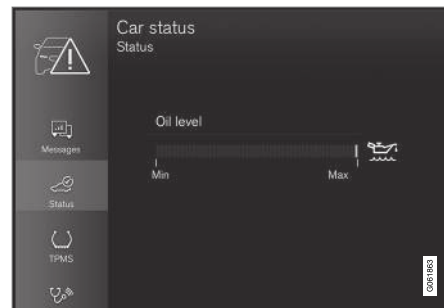 Car status
Status
Messages
Status
TPMS
Oil level
Min Max
G061863